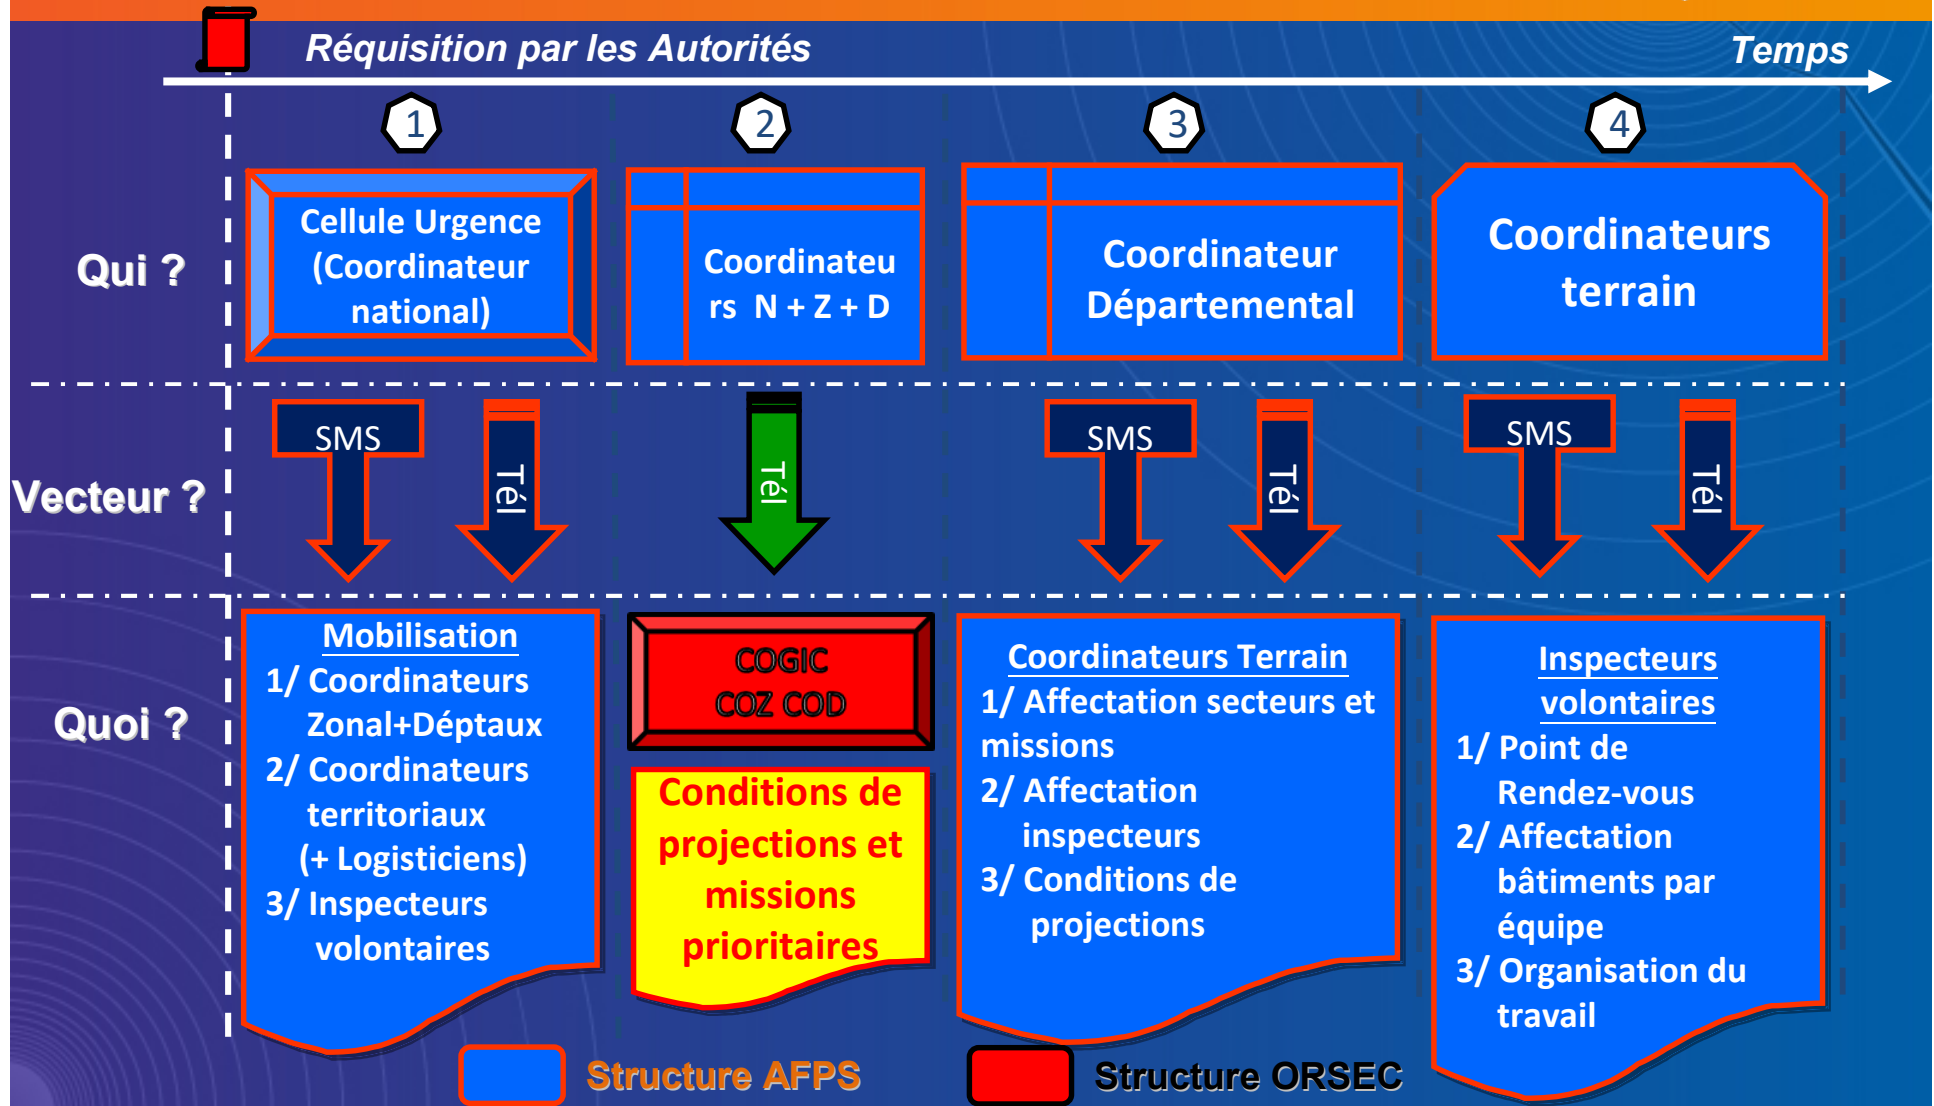 Réquisition par les Autorités
Temps
1
2
3
4
Qui ?
Cellule Urgence
(Coordinateur
national)
Coordinateu
rs N + Z + D
Coordinateur
Départemental
Coordinateurs
terrain
Vecteur ?
SMS
Tél
Tél
SMS
Tél
SMS
Tél
Quoi ?
Mobilisation
1/ Coordinateurs
Zonal+Déptaux
2/ Coordinateurs
territoriaux
(+ Logisticiens)
3/ Inspecteurs
volontaires
COGIC
COZ COD
Conditions de
projections et
missions
prioritaires
Coordinateurs Terrain
1/ Affectation secteurs et
missions
2/ Affectation
inspecteurs
3/ Conditions de
projections
Inspecteurs
volontaires
1/ Point de
Rendez-vous
2/ Affectation
bâtiments par
équipe
3/ Organisation du
travail
Structure AFPS
Structure ORSEC